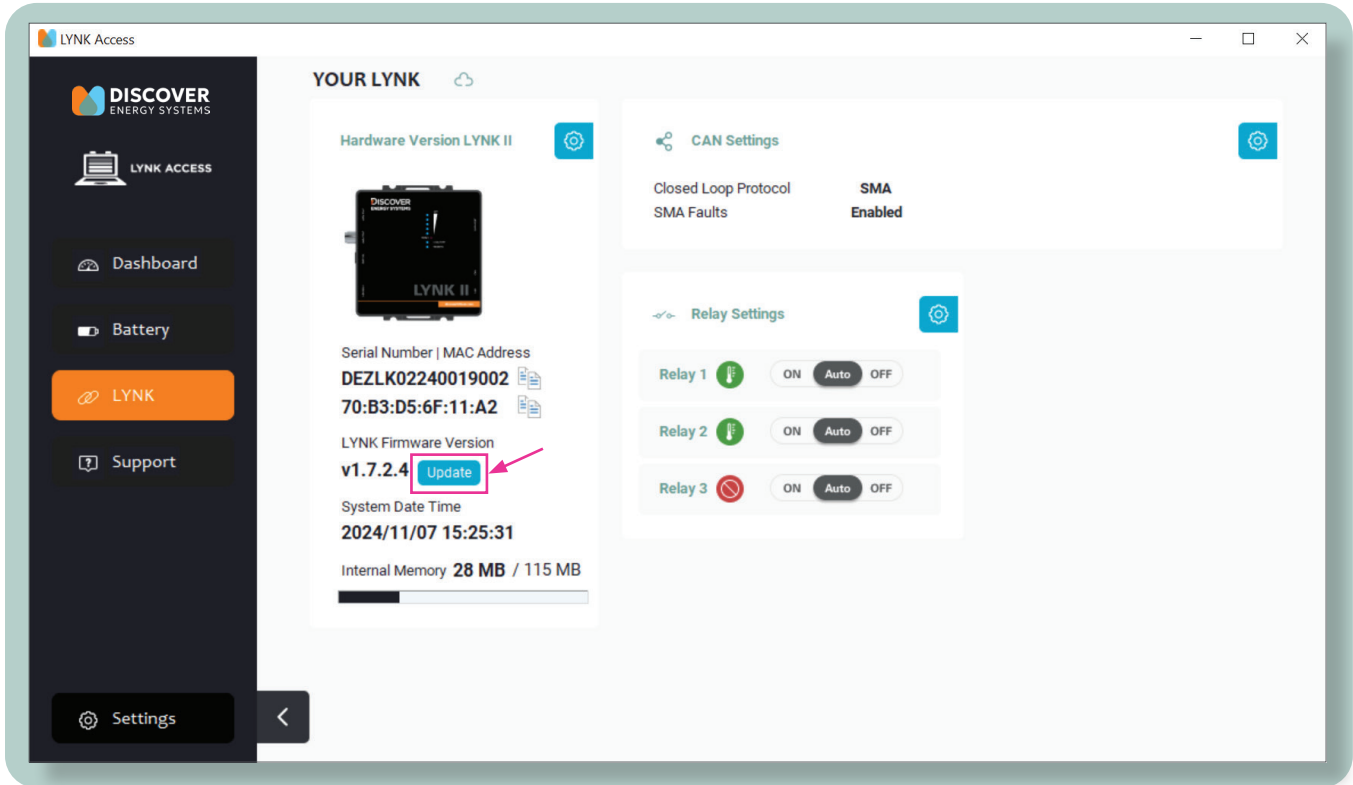 LYNK Access
DISCOVER
ENERGY SYSTEMS
LYNK ACCESS
Dashboard
Battery
LYNK
Support
Settings
YOUR LYNK
Hardware Version LYNK II
DISCOVER
ENERGY SYSTEMS
LYNK II
Serial Number | MAC Address
DEZLK02240019002
70:B3:D5:6F:11:A2
LYNK Firmware Version
v1.7.2.4 Update
System Date Time
2024/11/07 15:25:31
Internal Memory 28 MB / 115 MB
CAN Settings
Closed Loop Protocol SMA
SMA Faults Enabled
Relay Settings
Relay 1 ON Auto OFF
Relay 2 ON Auto OFF
Relay 3 ON Auto OFF